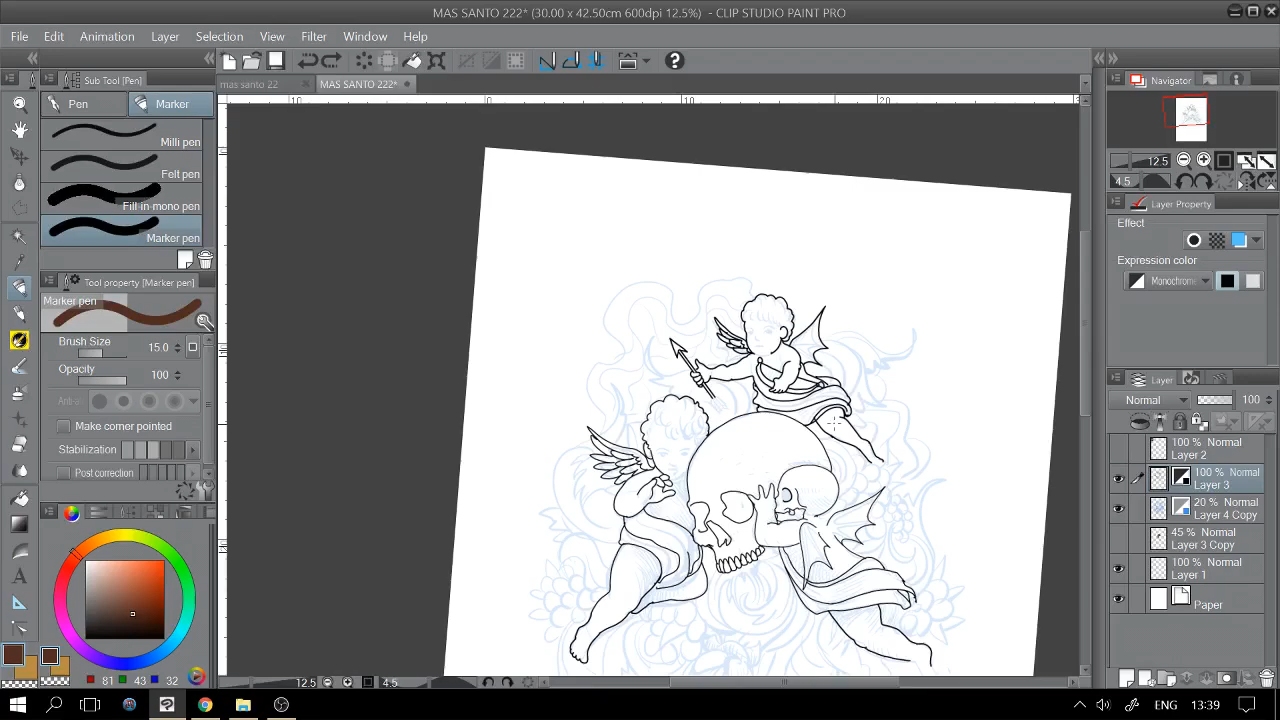 MAS SANTO 222* (30.00 x 42.50cm 600dpi 12.5%) - CLIP STUDIO PAINT PRO
File Edit Animation Layer Selection View Filter Window Help
Sub Tool [Pen]
mas santo 22
MAS SANTO 222*
Navigator
Pen
Marker
10 0 10 20
Milli pen
Felt pen
Fill-in-mono pen
Marker pen
12.5
4.5
Layer Property
Effect
Expression color
Monochrome
Tool property [Marker pen]
Marker pen
Brush Size 15.0
Opacity 100
Anti-
Make corner pointed
Stabilization
Post correction
Layer
Normal 100
100 % Normal
Layer 2
100 % Normal
Layer 3
20 % Normal
Layer 4 Copy
45 % Normal
Layer 3 Copy
100 % Normal
Layer 1
Paper
81 43 32
12.5 4.5
ENG 13:39